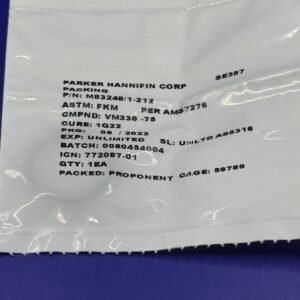 PARKER HANNIFIN CORP SE397
PACKING
P/N: M83248/1-212
ASTM: FKM PER AMS7276
CMPND: VM330 -75
CURE: 1Q22
PKG: 09 / 2022
EXP: UNLIMITED SL: UNLTD AS5316
BATCH: 0080454004
ICN: 772087-01
QTY: 1EA
PACKED: PROPONENT CAGE: 59759